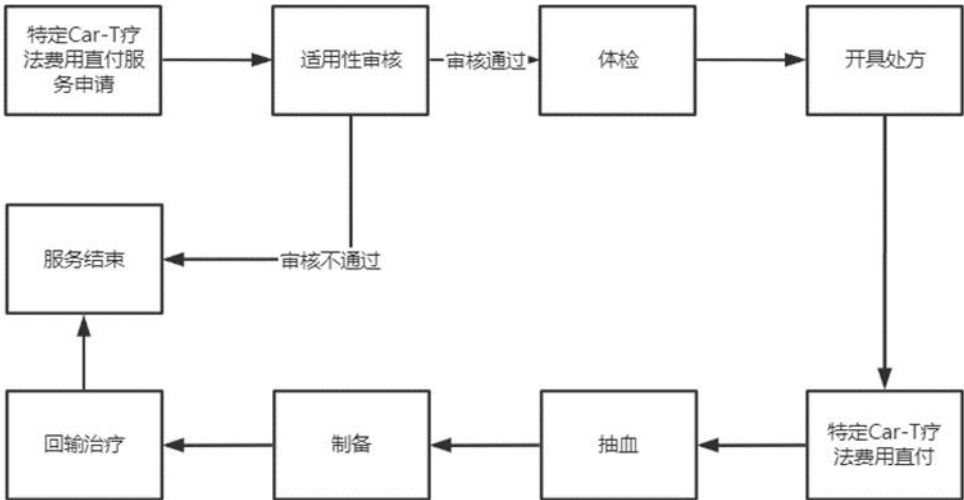 特定Car-T疗
法费用直付服
务申请
适用性审核
审核通过
体检
开具处方
服务结束
审核不通过
回输治疗
制备
抽血
特定Car-T疗
法费用直付